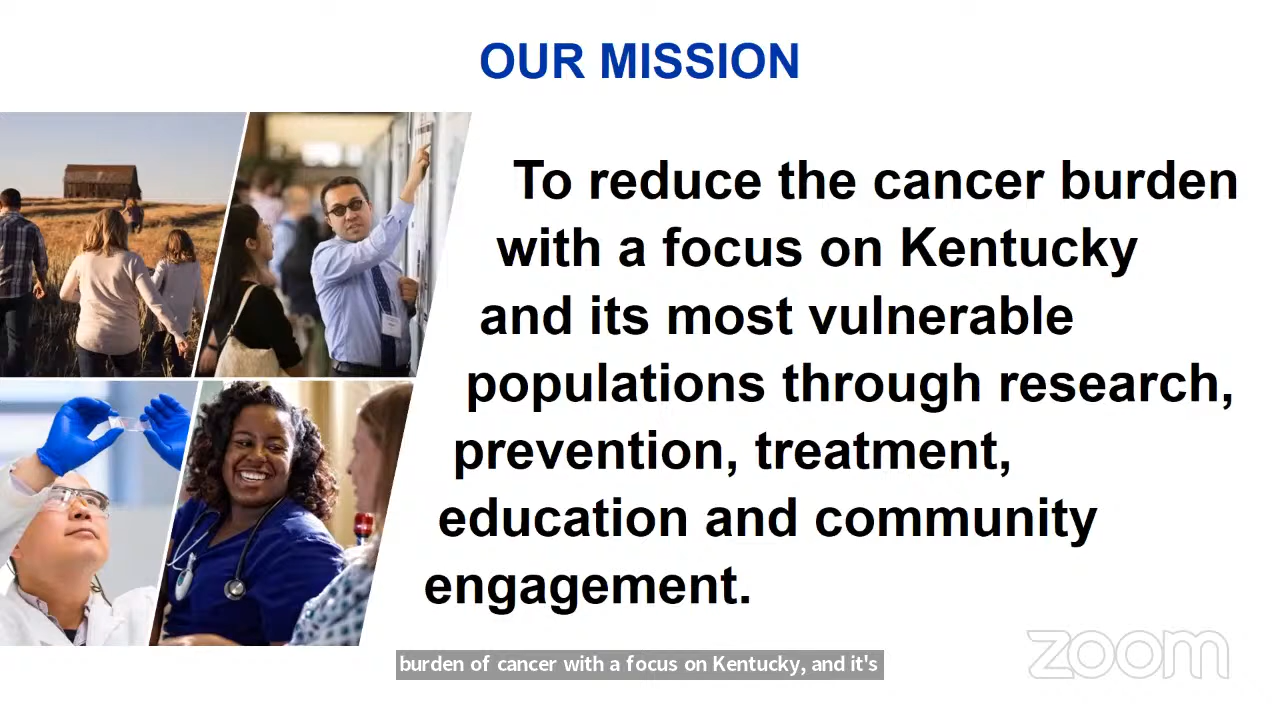 OUR MISSION
To reduce the cancer burden
with a focus on Kentucky
and its most vulnerable
populations through research,
prevention, treatment,
education and community
engagement.
burden of cancer with a focus on Kentucky, and it's
zoom